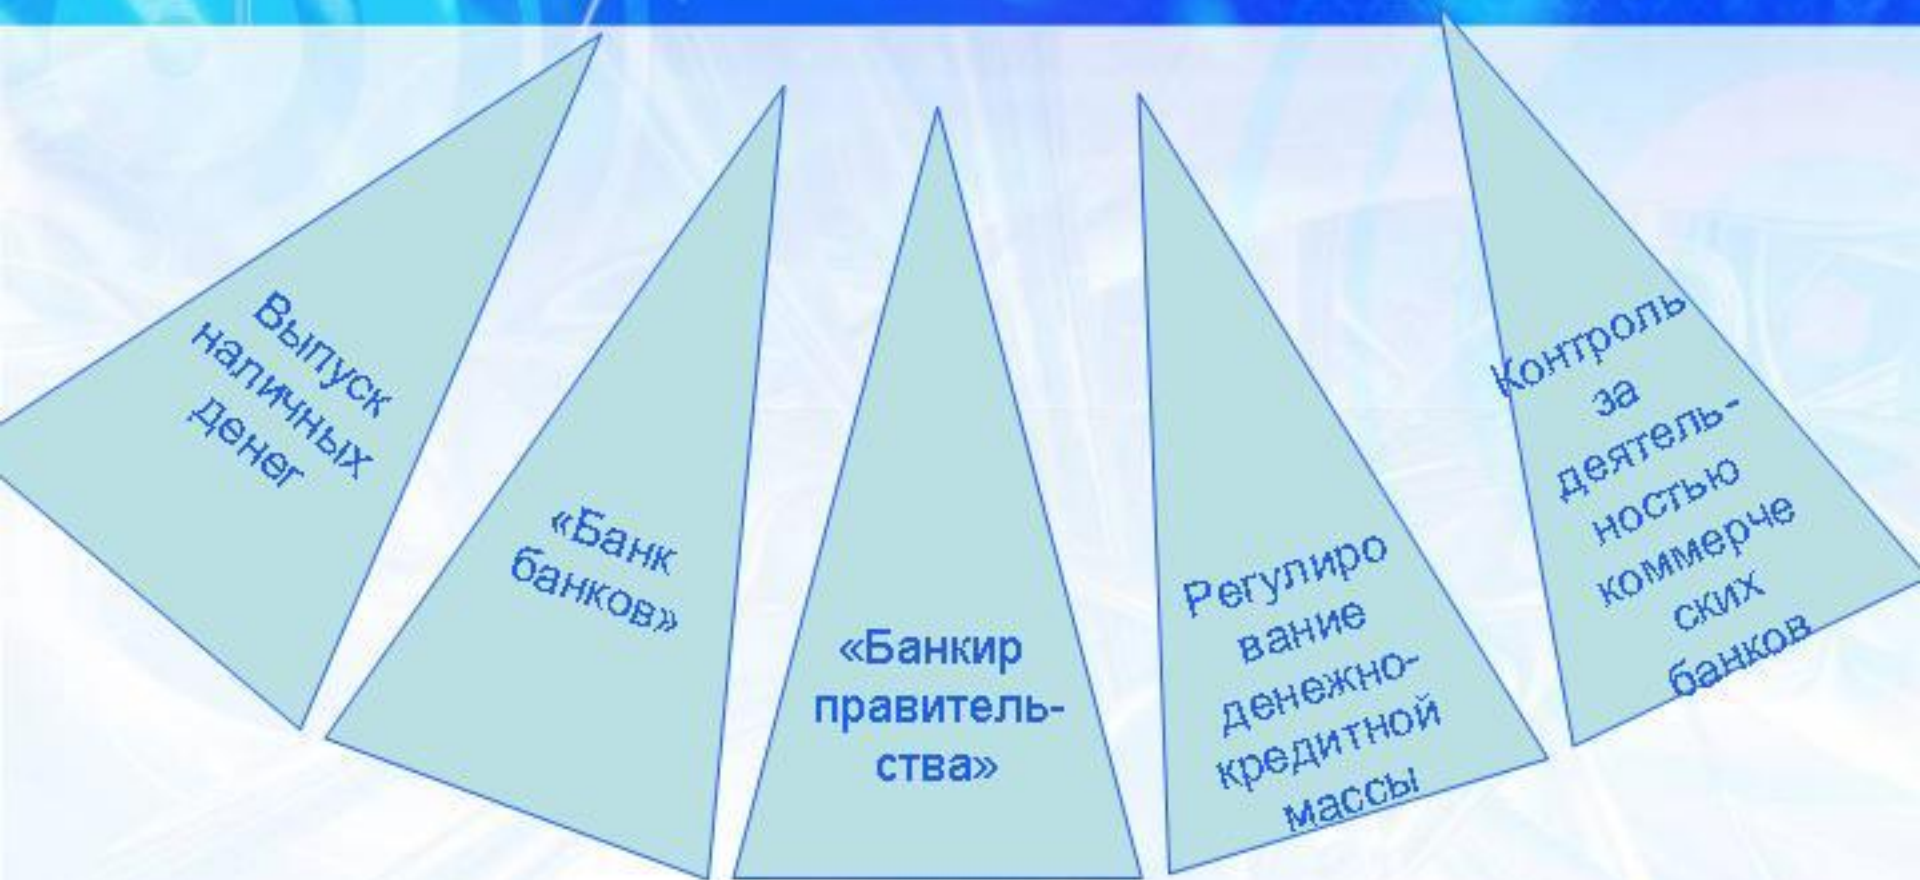 Выпуск
наличных
денег
«Банк
банков»
«Банкир
правитель-
ства»
Регулиро
вание
денежно-
кредитной
массы
Контроль
за
деятель-
ностью
коммерче
ских
банков